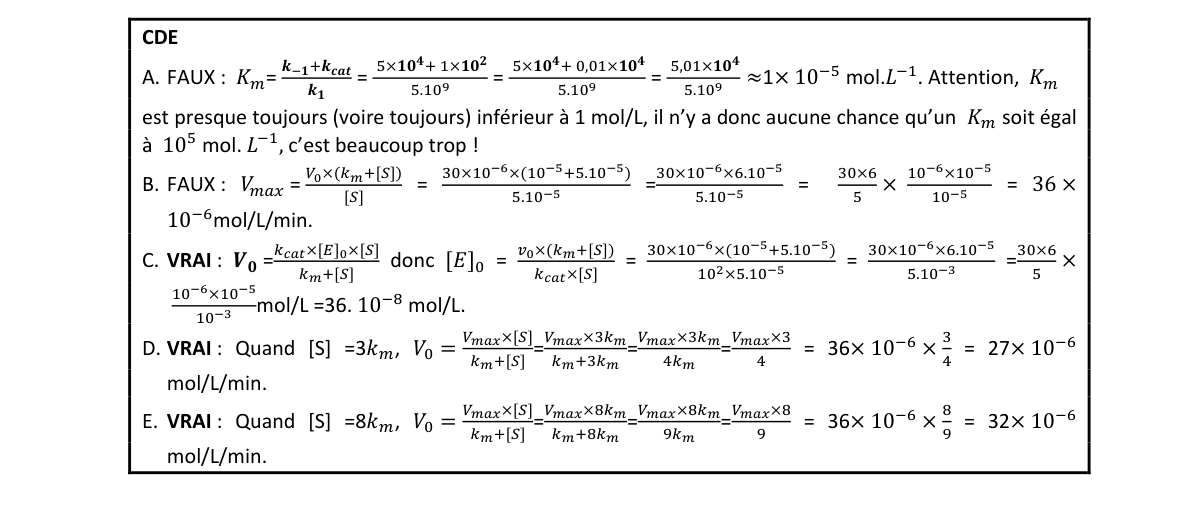 CDE
A. FAUX : K_m= (k_−1+k_cat)/k_1 = (5×10^4+ 1×10^2)/5.10^9 = (5×10^4+ 0,01×10^4)/5.10^9 = (5,01×10^4)/5.10^9 ≈1× 10^−5 mol.L^−1. Attention, K_m
est presque toujours (voire toujours) inférieur à 1 mol/L, il n’y a donc aucune chance qu’un K_m soit égal
à 10^5 mol. L^−1, c’est beaucoup trop !
B. FAUX : V_max = (V_0×(k_m+[S]))/[S] = (30×10^−6×(10^−5+5.10^−5))/5.10^−5 =(30×10^−6×6.10^−5)/5.10^−5 = (30×6)/5 × (10^−6×10^−5)/10^−5 = 36 ×
10^−6mol/L/min.
C. VRAI : V_0 =(k_cat×[E]_0×[S])/(k_m+[S]) donc [E]_0 = (v_0×(k_m+[S]))/(k_cat×[S]) = (30×10^−6×(10^−5+5.10^−5))/(10^2×5.10^−5) = (30×10^−6×6.10^−5)/5.10^−3 =(30×6)/5 ×
(10^−6×10^−5)/10^−3 mol/L =36. 10^−8 mol/L.
D. VRAI : Quand [S] =3k_m, V_0 = (V_max×[S])/(k_m+[S])=(V_max×3k_m)/(k_m+3k_m)=(V_max×3k_m)/4k_m=(V_max×3)/4 = 36× 10^−6 × 3/4 = 27× 10^−6
mol/L/min.
E. VRAI : Quand [S] =8k_m, V_0 = (V_max×[S])/(k_m+[S])=(V_max×8k_m)/(k_m+8k_m)=(V_max×8k_m)/9k_m=(V_max×8)/9 = 36× 10^−6 × 8/9 = 32× 10^−6
mol/L/min.